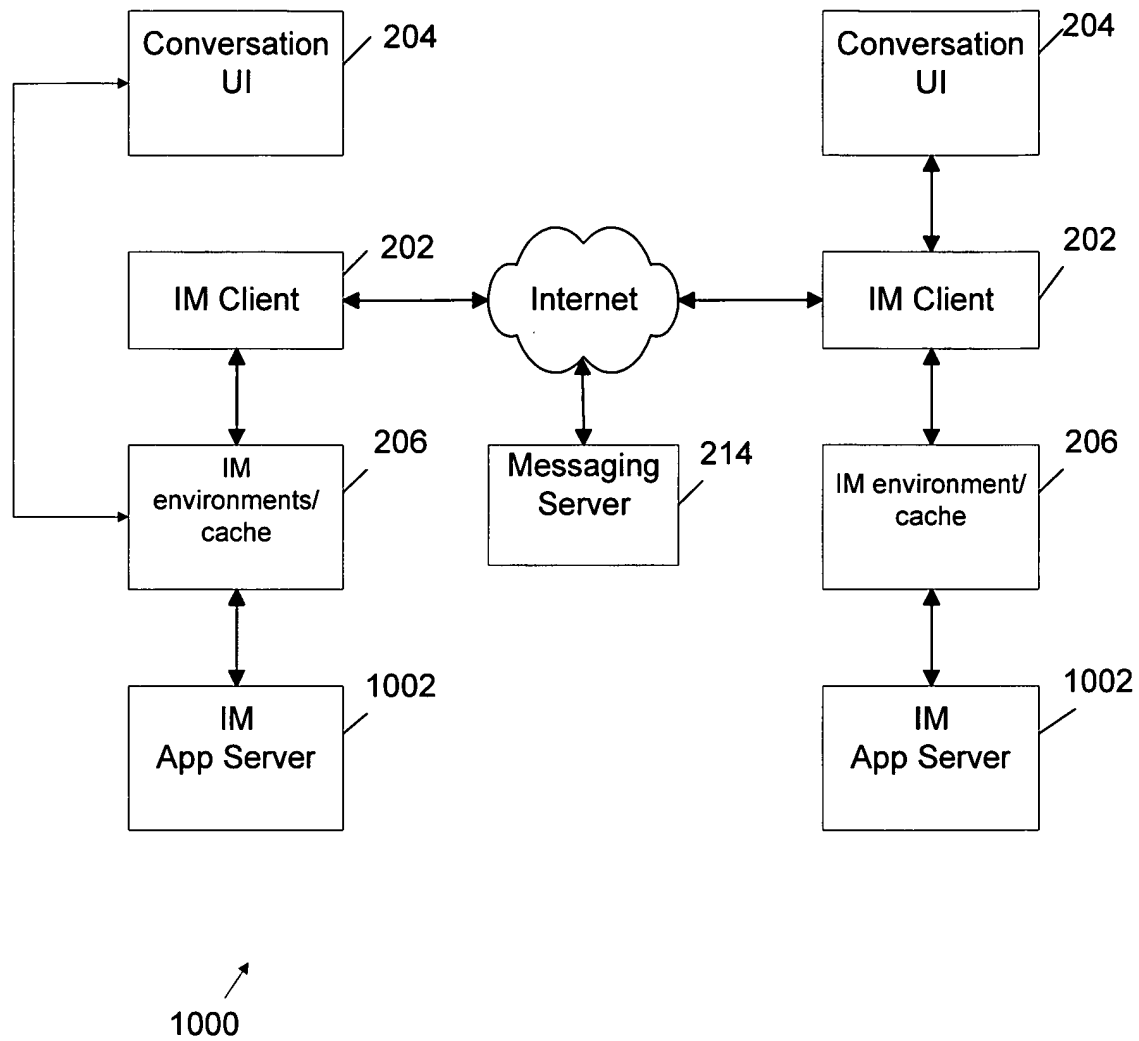 Conversation
UI
204
Conversation
UI
204
IM Client
202
Internet
IM Client
202
IM
environments/
cache
206
Messaging
Server
214
IM environment/
cache
206
IM
App Server
1002
IM
App Server
1002
1000